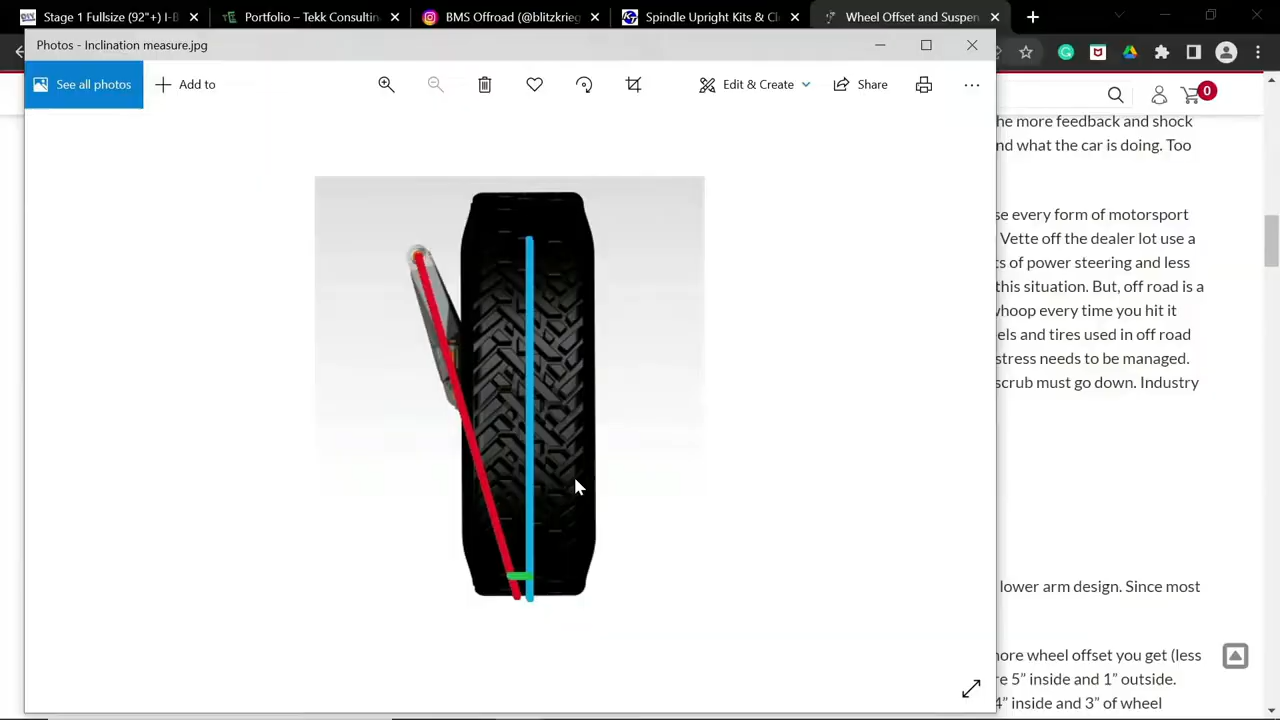 Stage 1 Fullsize (92"+):I-B
Portfolio – Tekk Consultin
BMS Offroad (@blitzkrieg
Spindle Upright Kits & Cl
Wheel Offset and Suspen
Photos - Inclination measure.jpg
See all photos
Add to
Edit & Create
Share
0
he more feedback and shock
nd what the car is doing. Too
se every form of motorsport
Vette off the dealer lot use a
ts of power steering and less
this situation. But, off road is a
whoop every time you hit it
els and tires used in off road
stress needs to be managed.
scrub must go down. Industry
lower arm design. Since most
nore wheel offset you get (less
re 5” inside and 1” outside.
4” inside and 3” of wheel